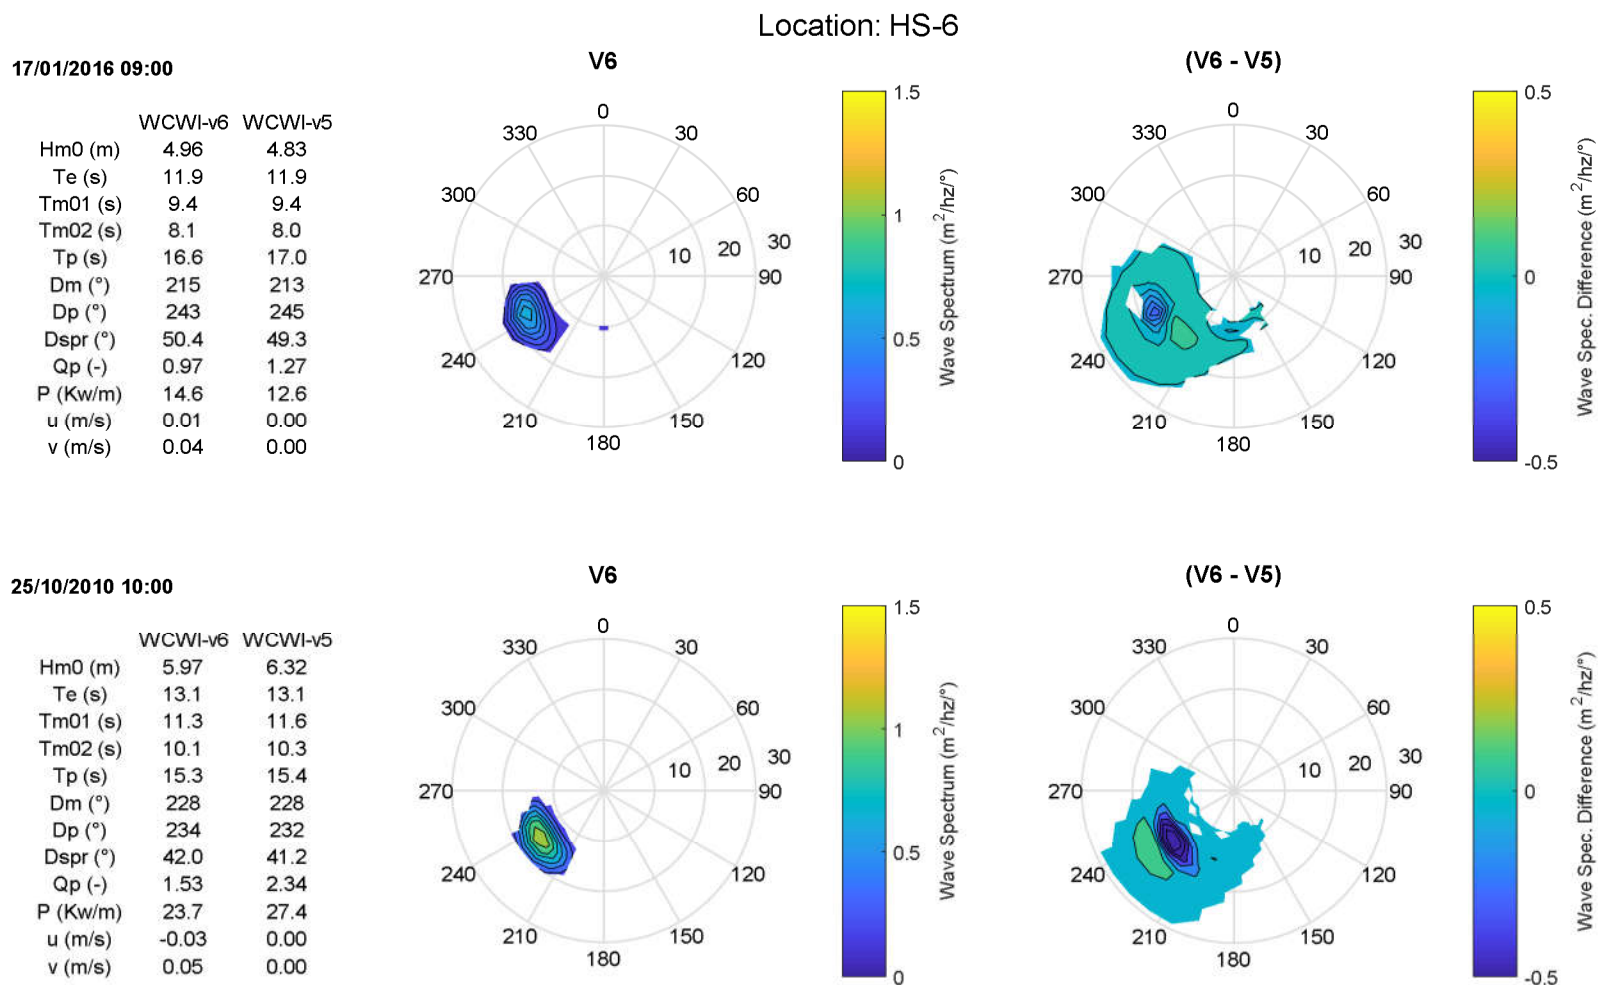 Location: HS-6
17/01/2016 09:00
WCWI-v6 WCWI-v5
Hm0 (m) 4.96 4.83
Te (s) 11.9 11.9
Tm01 (s) 9.4 9.4
Tm02 (s) 8.1 8.0
Tp (s) 16.6 17.0
Dm (°) 215 213
Dp (°) 243 245
Dspr (°) 50.4 49.3
Qp (-) 0.97 1.27
P (Kw/m) 14.6 12.6
u (m/s) 0.01 0.00
v (m/s) 0.04 0.00
V6
0
30
60
90
120
150
180
210
240
270
300
330
10 20 30
1.5
1
0.5
0
Wave Spectrum (m²/hz/°)
(V6 - V5)
0
30
60
90
120
150
180
210
240
270
300
330
10 20 30
0.5
0
-0.5
Wave Spec. Difference (m²/hz/°)
25/10/2010 10:00
WCWI-v6 WCWI-v5
Hm0 (m) 5.97 6.32
Te (s) 13.1 13.1
Tm01 (s) 11.3 11.6
Tm02 (s) 10.1 10.3
Tp (s) 15.3 15.4
Dm (°) 228 228
Dp (°) 234 232
Dspr (°) 42.0 41.2
Qp (-) 1.53 2.34
P (Kw/m) 23.7 27.4
u (m/s) -0.03 0.00
v (m/s) 0.05 0.00
V6
0
30
60
90
120
150
180
210
240
270
300
330
10 20 30
1.5
1
0.5
0
Wave Spectrum (m²/hz/°)
(V6 - V5)
0
30
60
90
120
150
180
210
240
270
300
330
10 20 30
0.5
0
-0.5
Wave Spec. Difference (m²/hz/°)